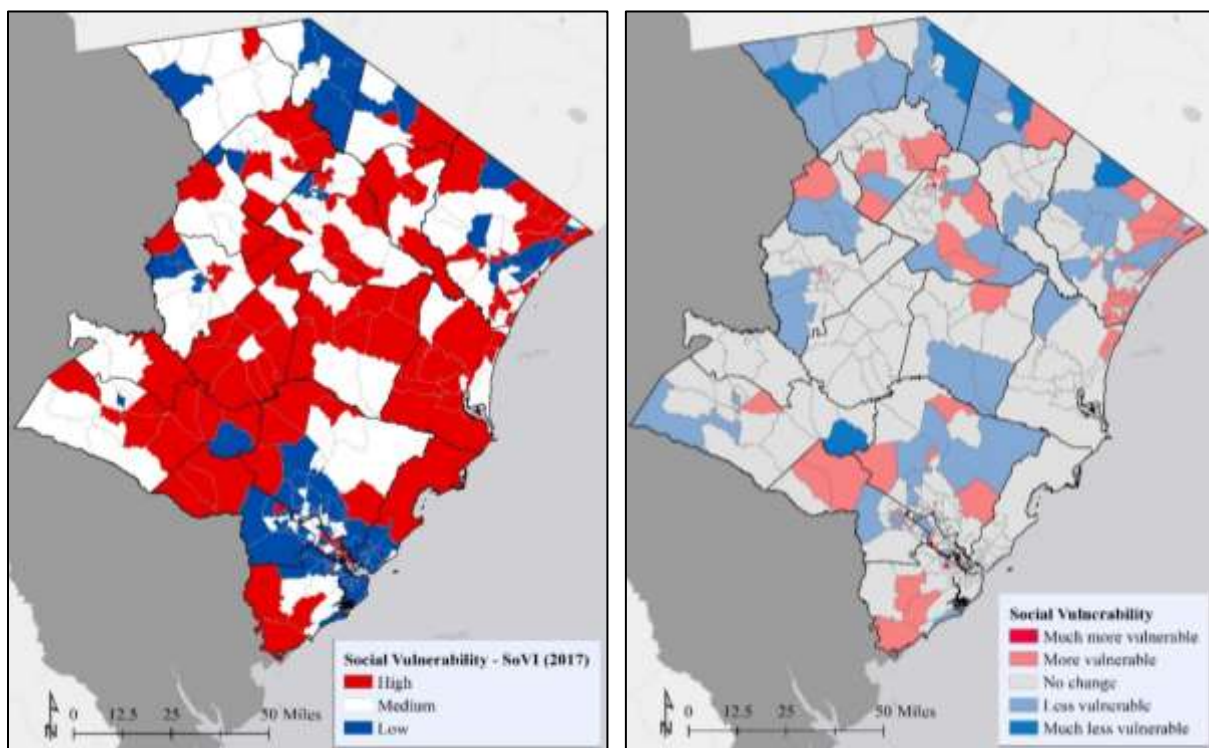 Social Vulnerability - SoVI (2017)
High
Medium
Low
N
0 12.5 25 50 Miles
Social Vulnerability
Much more vulnerable
More vulnerable
No change
Less vulnerable
Much less vulnerable
N
0 12.5 25 50 Miles